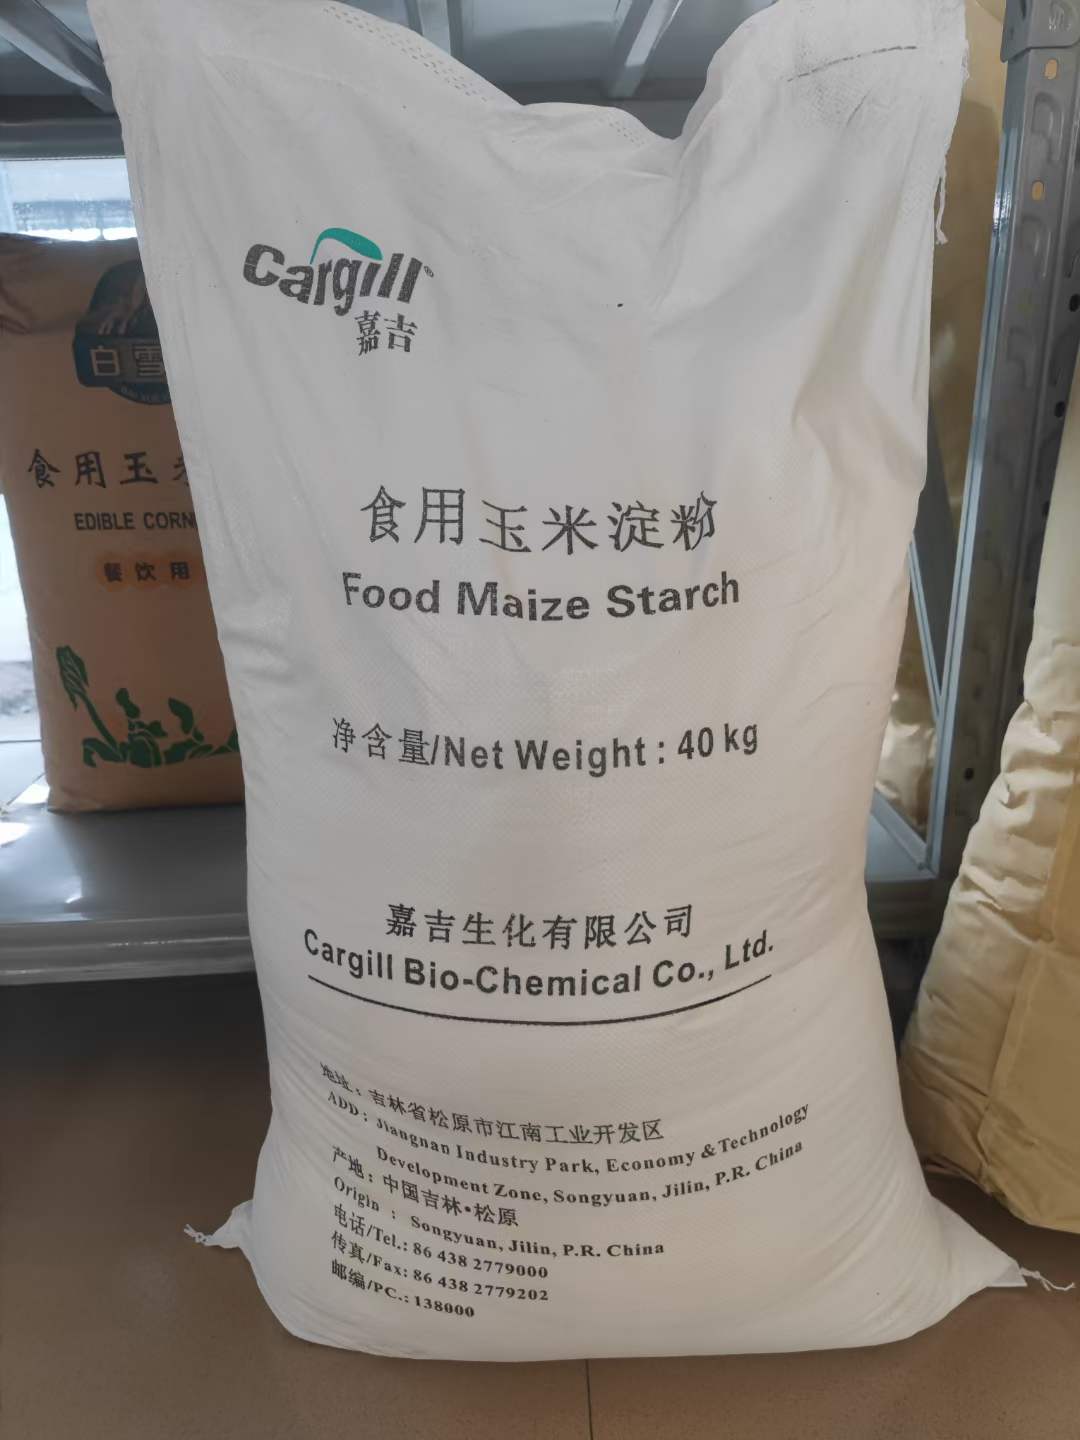 Cargill®
嘉吉
食用玉米淀粉
Food Maize Starch
净含量/Net Weight : 40 kg
嘉吉生化有限公司
Cargill Bio-Chemical Co., Ltd.
地址：吉林省松原市江南工业开发区
ADD : Jiangnan Industry Park, Economy & Technology
Development Zone, Songyuan, Jilin, P.R. China
产地：中国吉林•松原
Origin : Songyuan, Jilin, P.R. China
电话/Tel.: 86 438 2779000
传真/Fax: 86 438 2779202
邮编/PC.: 138000
白雪
食用玉米
EDIBLE CORN
餐饮用